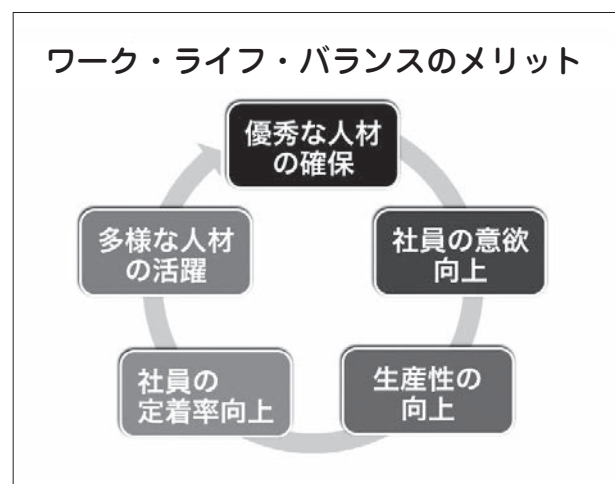 ワーク・ライフ・バランスのメリット
優秀な人材
の確保
社員の意欲
向上
生産性の
向上
社員の
定着率向上
多様な人材
の活躍